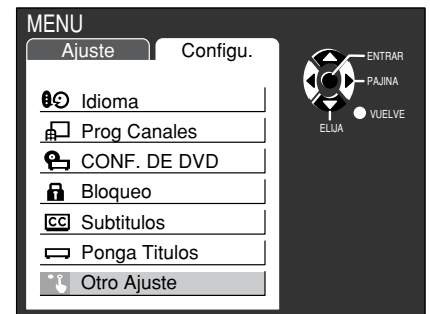 MENU
Ajuste Configu.
Idioma
Prog Canales
CONF. DE DVD
Bloqueo
CC Subtitulos
Ponga Titulos
Otro Ajuste
ENTRAR
PAJINA
VUELVE
ELIJA